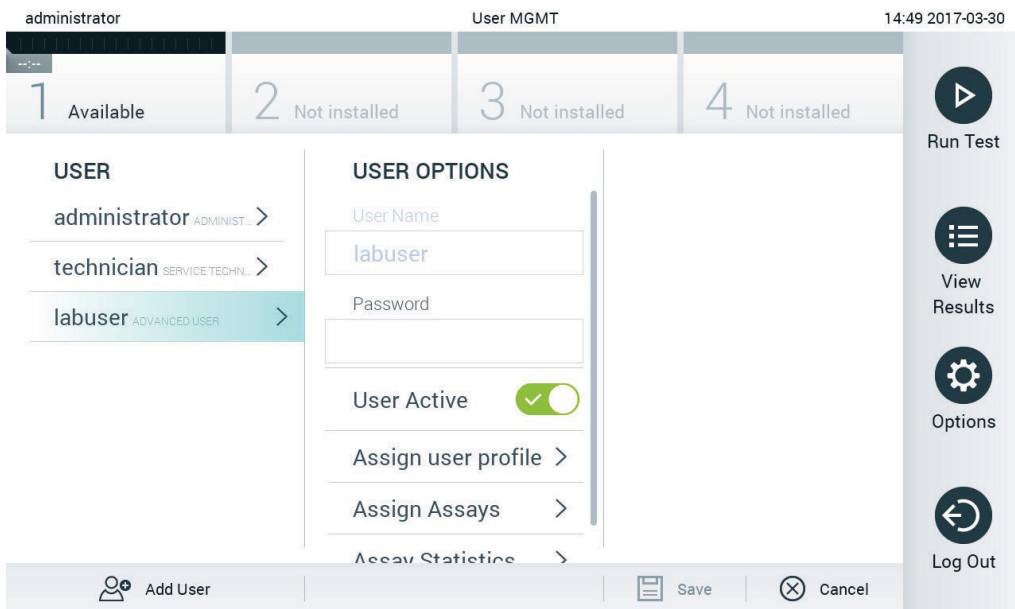 administrator User MGMT 14:49 2017-03-30
--:--
1 Available 2 Not installed 3 Not installed 4 Not installed
Run Test
USER
administrator ADMINIST...
technician SERVICE TECHN...
labuser ADVANCED USER
USER OPTIONS
User Name
labuser
Password
User Active
Assign user profile
Assign Assays
Assay Statistics
View
Results
Options
Log Out
Add User Save Cancel